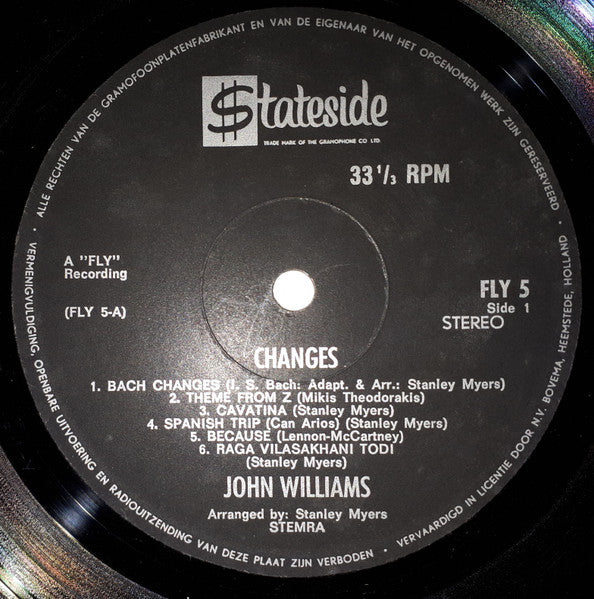 ALLE RECHTEN VAN DE GRAMOFOONPLATENFABRIKANT EN VAN DE EIGENAAR VAN HET OPGENOMEN WERK ZIJN GERESERVEERD •
$tateside
TRADE MARK OF THE GRAMOPHONE CO LTD.
33 1/3 RPM
A "FLY"
Recording
(FLY 5-A)
FLY 5
Side 1
STEREO
CHANGES
1. BACH CHANGES (I. S. Bach: Adapt. & Arr.: Stanley Myers)
2. THEME FROM Z (Mikis Theodorakis)
3. CAVATINA (Stanley Myers)
4. SPANISH TRIP (Can Arios) (Stanley Myers)
5. BECAUSE (Lennon-McCartney)
6. RAGA VILASAKHANI TODI
(Stanley Myers)
JOHN WILLIAMS
Arranged by: Stanley Myers
STEMRA
• VERMENIGVULDIGING, OPENBARE UITVOERING EN RADIOUITZENDING VAN DEZE PLAAT ZIJN VERBODEN •
VERVAARDIGD IN LICENTIE DOOR N.V. BOVEMA, HEEMSTEDE, HOLLAND